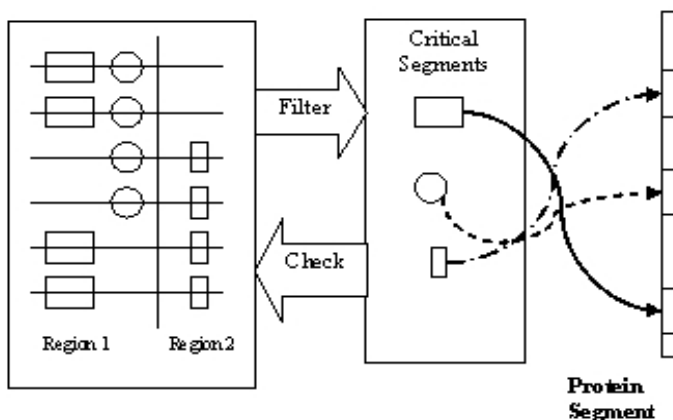 Critical
Segments
Filter
Check
Region 1
Region 2
Protein
Segment